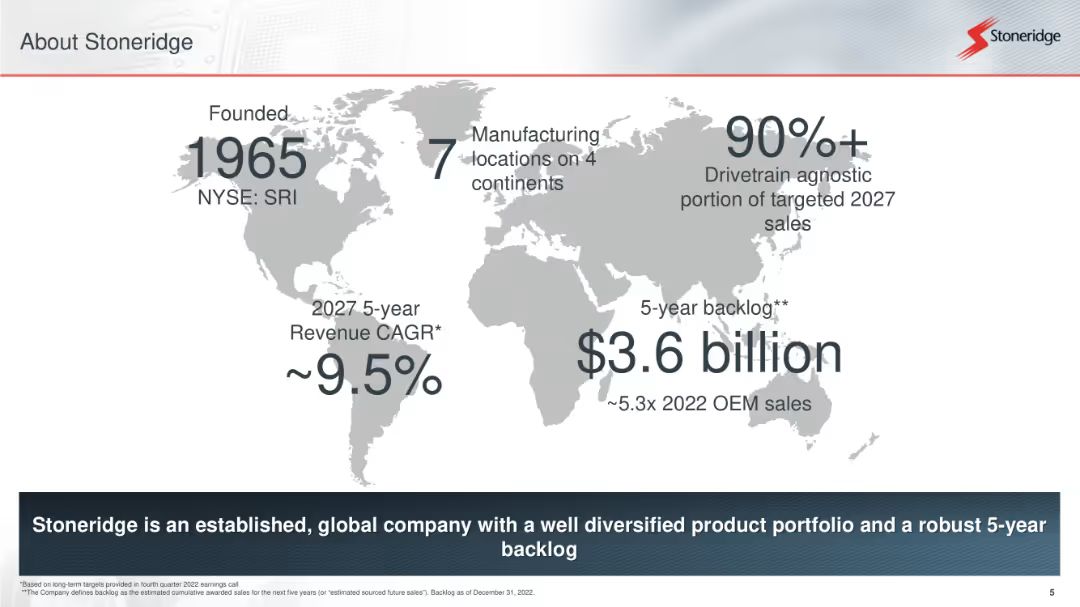 About Stoneridge
Stoneridge
Founded
1965
NYSE: SRI
7
Manufacturing
locations on 4
continents
90%+
Drivetrain agnostic
portion of targeted 2027
sales
2027 5-year
Revenue CAGR*
~9.5%
5-year backlog**
$3.6 billion
~5.3x 2022 OEM sales
Stoneridge is an established, global company with a well diversified product portfolio and a robust 5-year
backlog
*Based on long-term targets provided in fourth quarter 2022 earnings call
**The Company defines backlog as the estimated cumulative awarded sales for the next five years (or “estimated sourced future sales”). Backlog as of December 31, 2022.
5